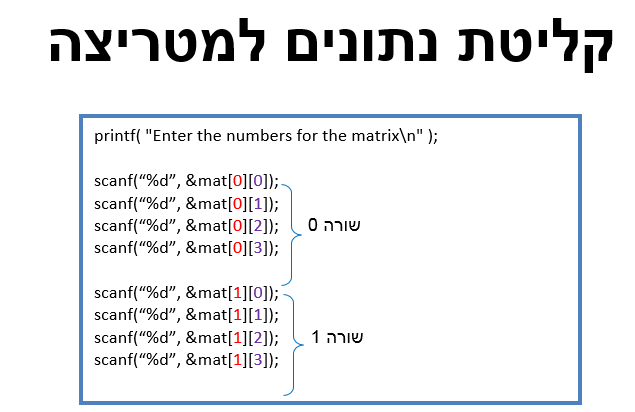 קליטת נתונים למטריצה
printf( "Enter the numbers for the matrix\n" );
scanf(“%d”, &mat[0][0]);
scanf(“%d”, &mat[0][1]);
scanf(“%d”, &mat[0][2]);
scanf(“%d”, &mat[0][3]);
שורה 0
scanf(“%d”, &mat[1][0]);
scanf(“%d”, &mat[1][1]);
scanf(“%d”, &mat[1][2]);
scanf(“%d”, &mat[1][3]);
שורה 1